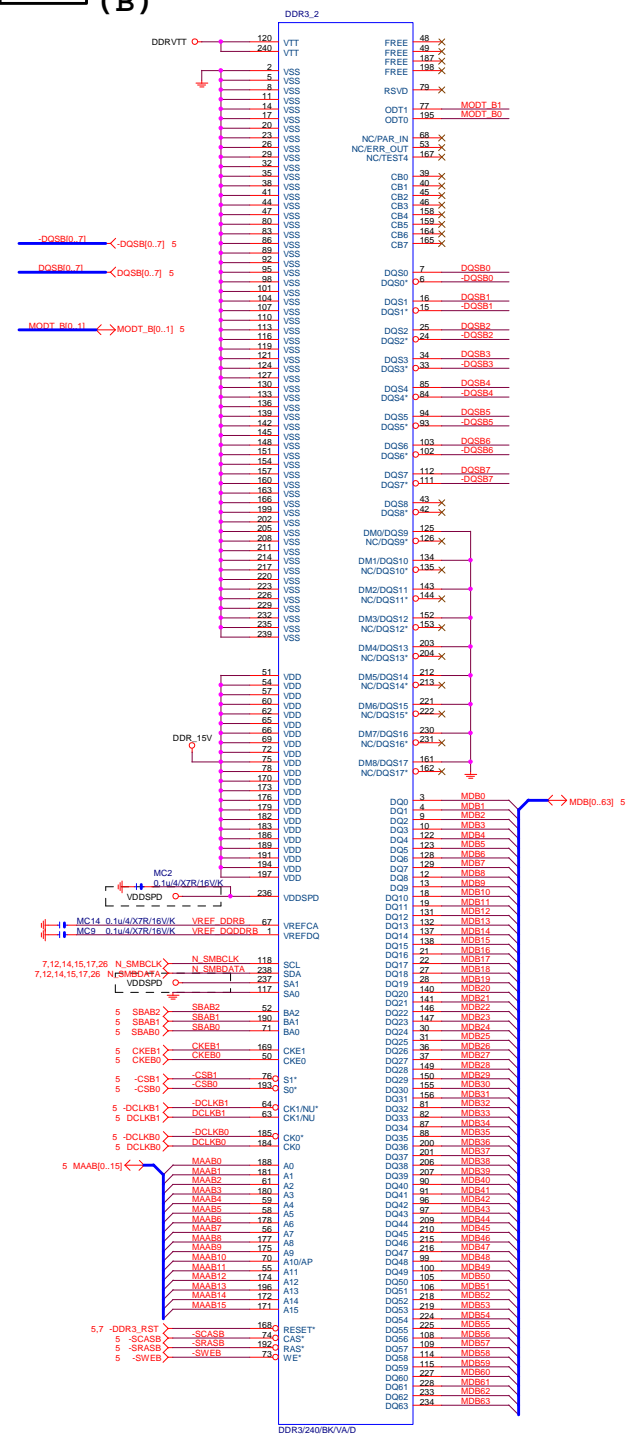 (B)
DDR3_2
DDRVTT 120 VTT
240 VTT
2 VSS
5 VSS
8 VSS
11 VSS
14 VSS
17 VSS
20 VSS
23 VSS
26 VSS
29 VSS
32 VSS
35 VSS
38 VSS
41 VSS
44 VSS
47 VSS
80 VSS
83 VSS
86 VSS
89 VSS
92 VSS
95 VSS
98 VSS
101 VSS
104 VSS
107 VSS
110 VSS
113 VSS
116 VSS
119 VSS
121 VSS
124 VSS
127 VSS
130 VSS
133 VSS
136 VSS
139 VSS
142 VSS
145 VSS
148 VSS
151 VSS
154 VSS
157 VSS
160 VSS
163 VSS
166 VSS
199 VSS
202 VSS
205 VSS
208 VSS
211 VSS
214 VSS
217 VSS
220 VSS
223 VSS
226 VSS
229 VSS
232 VSS
235 VSS
239 VSS
-DQSB[0..7] -DQSB[0..7] 5
DQSB[0..7] DQSB[0..7] 5
MODT_B[0..1] MODT_B[0..1] 5
51 VDD
54 VDD
57 VDD
60 VDD
62 VDD
65 VDD
66 VDD
DDR_15V 69 VDD
72 VDD
75 VDD
78 VDD
170 VDD
173 VDD
176 VDD
179 VDD
182 VDD
183 VDD
186 VDD
189 VDD
191 VDD
194 VDD
197 VDD
MC2
0.1u/4/X7R/16V/K
VDDSPD 236 VDDSPD
MC14 0.1u/4/X7R/16V/K VREF_DDRB 67 VREFCA
MC9 0.1u/4/X7R/16V/K VREF_DQDDRB 1 VREFDQ
7,12,14,15,17,26 N_SMBCLK N_SMBCLK 118 SCL
7,12,14,15,17,26 N_SMBDATA N_SMBDATA 238 SDA
VDDSPD 237 SA1
117 SA0
5 SBAB2 SBAB2 52 BA2
5 SBAB1 SBAB1 190 BA1
5 SBAB0 SBAB0 71 BA0
5 CKEB1 CKEB1 169 CKE1
5 CKEB0 CKEB0 50 CKE0
5 -CSB1 -CSB1 76 S1*
5 -CSB0 -CSB0 193 S0*
5 -DCLKB1 -DCLKB1 64 CK1/NU*
5 DCLKB1 DCLKB1 63 CK1/NU
5 -DCLKB0 -DCLKB0 185 CK0*
5 DCLKB0 DCLKB0 184 CK0
5 MAAB[0..15] MAAB0 188 A0
MAAB1 181 A1
MAAB2 61 A2
MAAB3 180 A3
MAAB4 59 A4
MAAB5 58 A5
MAAB6 178 A6
MAAB7 56 A7
MAAB8 177 A8
MAAB9 175 A9
MAAB10 70 A10/AP
MAAB11 55 A11
MAAB12 174 A12
MAAB13 196 A13
MAAB14 172 A14
MAAB15 171 A15
5,7 -DDR3_RST 168 RESET*
5 -SCASB -SCASB 74 CAS*
5 -SRASB -SRASB 192 RAS*
5 -SWEB -SWEB 73 WE*
FREE 48
FREE 49
FREE 187
FREE 198
RSVD 79
ODT1 77 MODT_B1
ODT0 195 MODT_B0
NC/PAR_IN 68
NC/ERR_OUT 53
NC/TEST4 167
CB0 39
CB1 40
CB2 45
CB3 46
CB4 158
CB5 159
CB6 164
CB7 165
DQS0 7 DQSB0
DQS0* 6 -DQSB0
DQS1 16 DQSB1
DQS1* 15 -DQSB1
DQS2 25 DQSB2
DQS2* 24 -DQSB2
DQS3 34 DQSB3
DQS3* 33 -DQSB3
DQS4 85 DQSB4
DQS4* 84 -DQSB4
DQS5 94 DQSB5
DQS5* 93 -DQSB5
DQS6 103 DQSB6
DQS6* 102 -DQSB6
DQS7 112 DQSB7
DQS7* 111 -DQSB7
DQS8 43
DQS8* 42
DM0/DQS9 125
NC/DQS9* 126
DM1/DQS10 134
NC/DQS10* 135
DM2/DQS11 143
NC/DQS11* 144
DM3/DQS12 152
NC/DQS12* 153
DM4/DQS13 203
NC/DQS13* 204
DM5/DQS14 212
NC/DQS14* 213
DM6/DQS15 221
NC/DQS15* 222
DM7/DQS16 230
NC/DQS16* 231
DM8/DQS17 161
NC/DQS17* 162
DQ0 3 MDB0 MDB[0..63] 5
DQ1 4 MDB1
DQ2 9 MDB2
DQ3 10 MDB3
DQ4 122 MDB4
DQ5 123 MDB5
DQ6 128 MDB6
DQ7 129 MDB7
DQ8 12 MDB8
DQ9 13 MDB9
DQ10 18 MDB10
DQ11 19 MDB11
DQ12 131 MDB12
DQ13 132 MDB13
DQ14 137 MDB14
DQ15 138 MDB15
DQ16 21 MDB16
DQ17 22 MDB17
DQ18 27 MDB18
DQ19 28 MDB19
DQ20 140 MDB20
DQ21 141 MDB21
DQ22 146 MDB22
DQ23 147 MDB23
DQ24 30 MDB24
DQ25 31 MDB25
DQ26 36 MDB26
DQ27 37 MDB27
DQ28 149 MDB28
DQ29 150 MDB29
DQ30 155 MDB30
DQ31 156 MDB31
DQ32 81 MDB32
DQ33 82 MDB33
DQ34 87 MDB34
DQ35 88 MDB35
DQ36 200 MDB36
DQ37 201 MDB37
DQ38 206 MDB38
DQ39 207 MDB39
DQ40 90 MDB40
DQ41 91 MDB41
DQ42 96 MDB42
DQ43 97 MDB43
DQ44 209 MDB44
DQ45 210 MDB45
DQ46 215 MDB46
DQ47 216 MDB47
DQ48 99 MDB48
DQ49 100 MDB49
DQ50 105 MDB50
DQ51 106 MDB51
DQ52 218 MDB52
DQ53 219 MDB53
DQ54 224 MDB54
DQ55 225 MDB55
DQ56 108 MDB56
DQ57 109 MDB57
DQ58 114 MDB58
DQ59 115 MDB59
DQ60 227 MDB60
DQ61 228 MDB61
DQ62 233 MDB62
DQ63 234 MDB63
DDR3/240/BK/VA/D